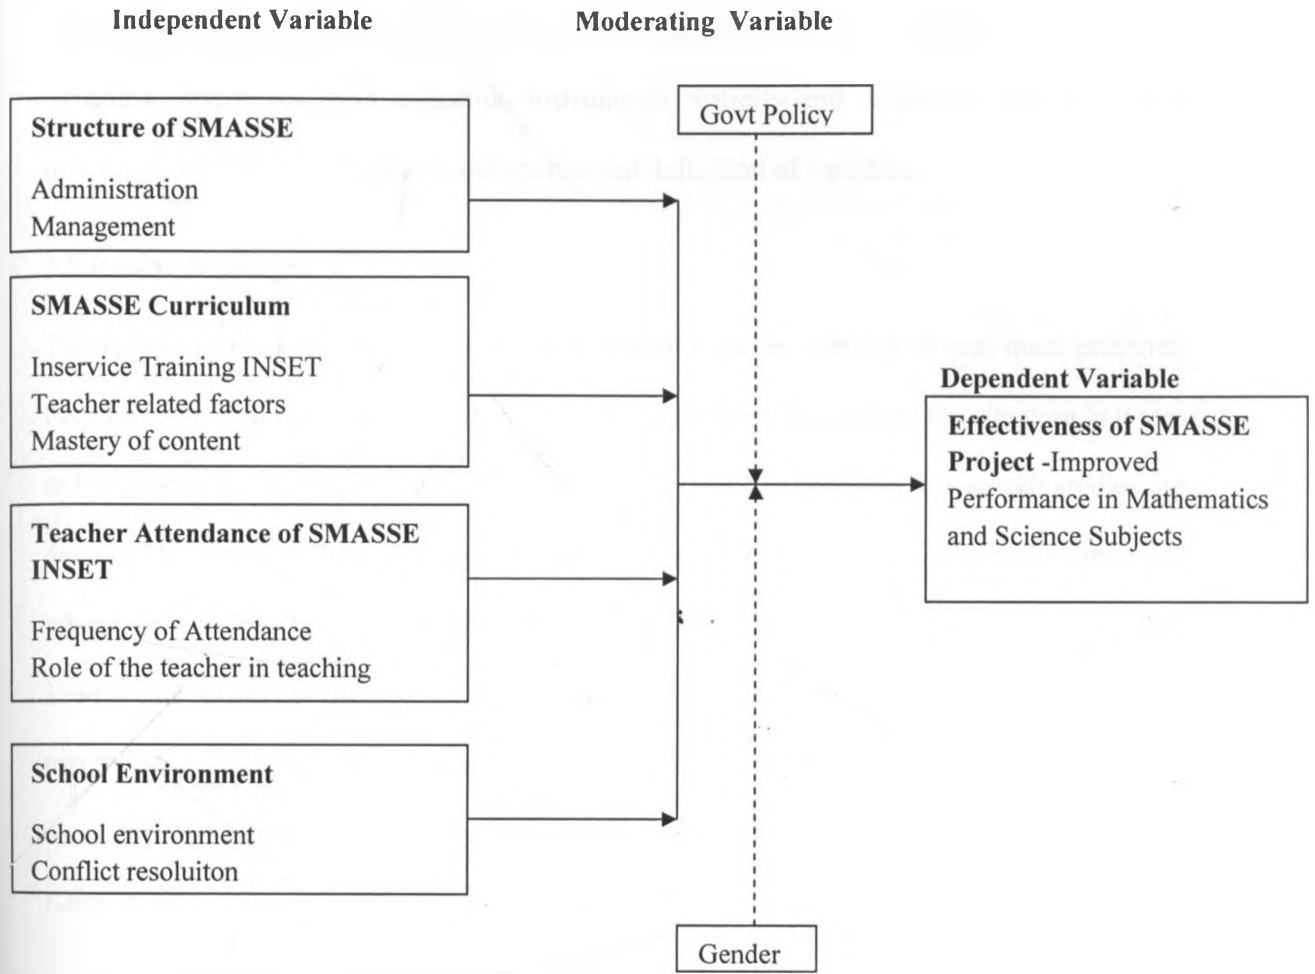 Independent Variable
Moderating Variable
Govt Policy
Structure of SMASSE
Administration
Management
SMASSE Curriculum
Inservice Training INSET
Teacher related factors
Mastery of content
Teacher Attendance of SMASSE
INSET
Frequency of Attendance
Role of the teacher in teaching
School Environment
School environment
Conflict resoluiton
Gender
Dependent Variable
Effectiveness of SMASSE
Project -Improved
Performance in Mathematics
and Science Subjects